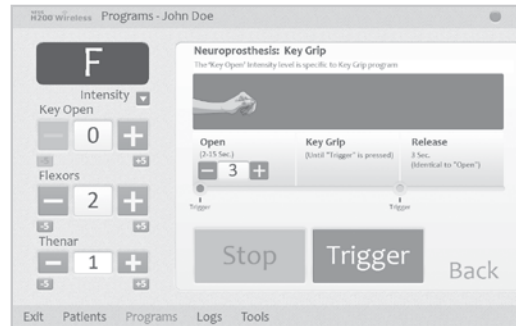 NESS
H200 Wireless Programs - John Doe
F
Intensity
Key Open
0
-5 +5
Flexors
2
-5 +5
Thenar
1
-5 +5
Neuroprosthesis: Key Grip
The 'Key Open' Intensity level is specific to Key Grip program
Open Key Grip Release
(2-15 Sec.) (Until "Trigger" is pressed) 3 Sec.
(Identical to "Open")
3
Trigger Trigger
Stop Trigger Back
Exit Patients Programs Logs Tools